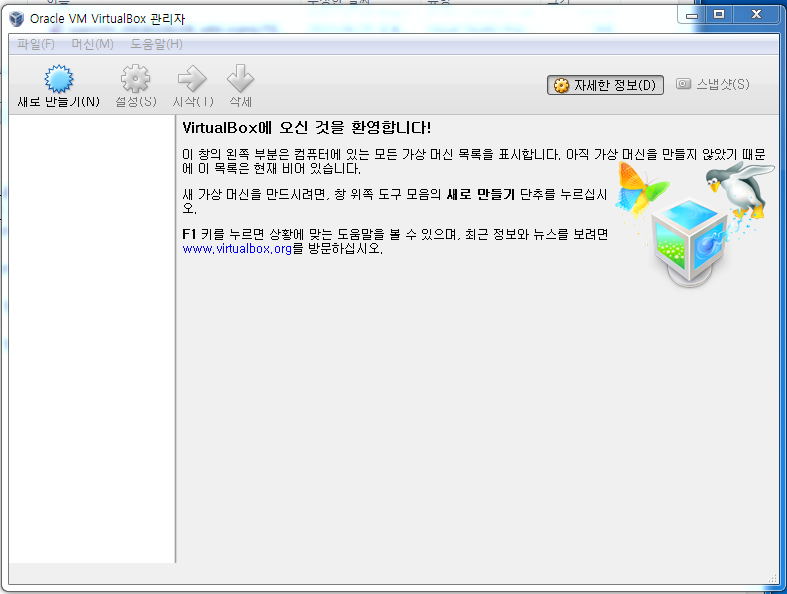 Oracle VM VirtualBox 관리자
파일(F) 머신(M) 도움말(H)
새로 만들기(N) 설정(S) 시작(T) 삭제 자세한 정보(D) 스냅샷(S)
VirtualBox에 오신 것을 환영합니다!
이 창의 왼쪽 부분은 컴퓨터에 있는 모든 가상 머신 목록을 표시합니다. 아직 가상 머신을 만들지 않았기 때문
에 이 목록은 현재 비어 있습니다.
새 가상 머신을 만드시려면, 창 위쪽 도구 모음의 새로 만들기 단추를 누르십시
오.
F1 키를 누르면 상황에 맞는 도움말을 볼 수 있으며, 최근 정보와 뉴스를 보려면
www.virtualbox.org를 방문하십시오.